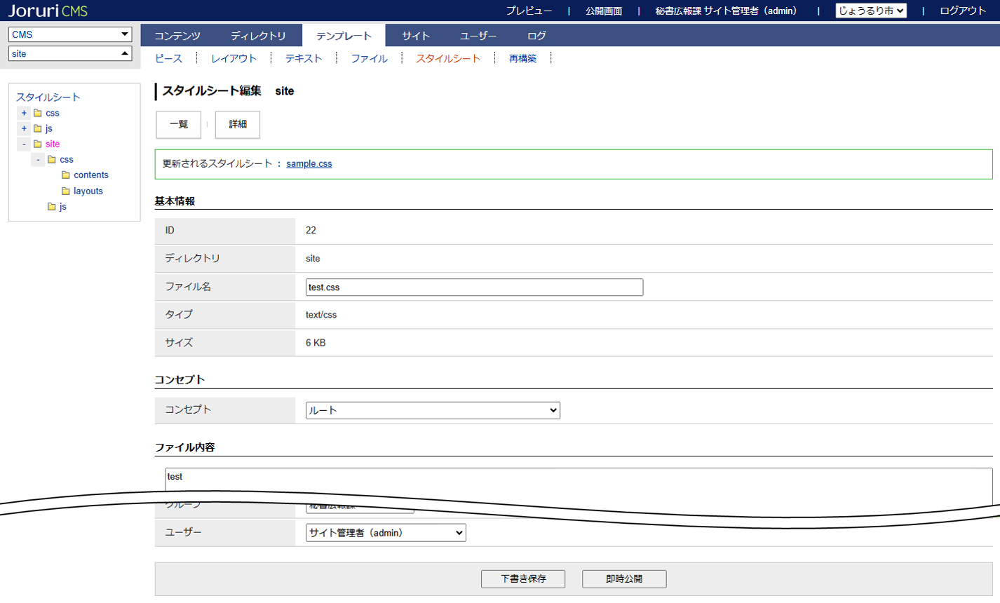 Joruri CMS
プレビュー | 公開画面 | 秘書広報課 サイト管理者（admin） | じょうるり市 | ログアウト
CMS
site
コンテンツ ディレクトリ テンプレート サイト ユーザー ログ
ピース レイアウト テキスト ファイル スタイルシート 再構築
スタイルシート
+ css
+ js
- site
- css
contents
layouts
js
スタイルシート編集 site
一覧 詳細
更新されるスタイルシート ： sample.css
基本情報
ID 22
ディレクトリ site
ファイル名 test.css
タイプ text/css
サイズ 6 KB
コンセプト
コンセプト ルート
ファイル内容
test
グループ 秘書広報課
ユーザー サイト管理者（admin）
下書き保存 即時公開